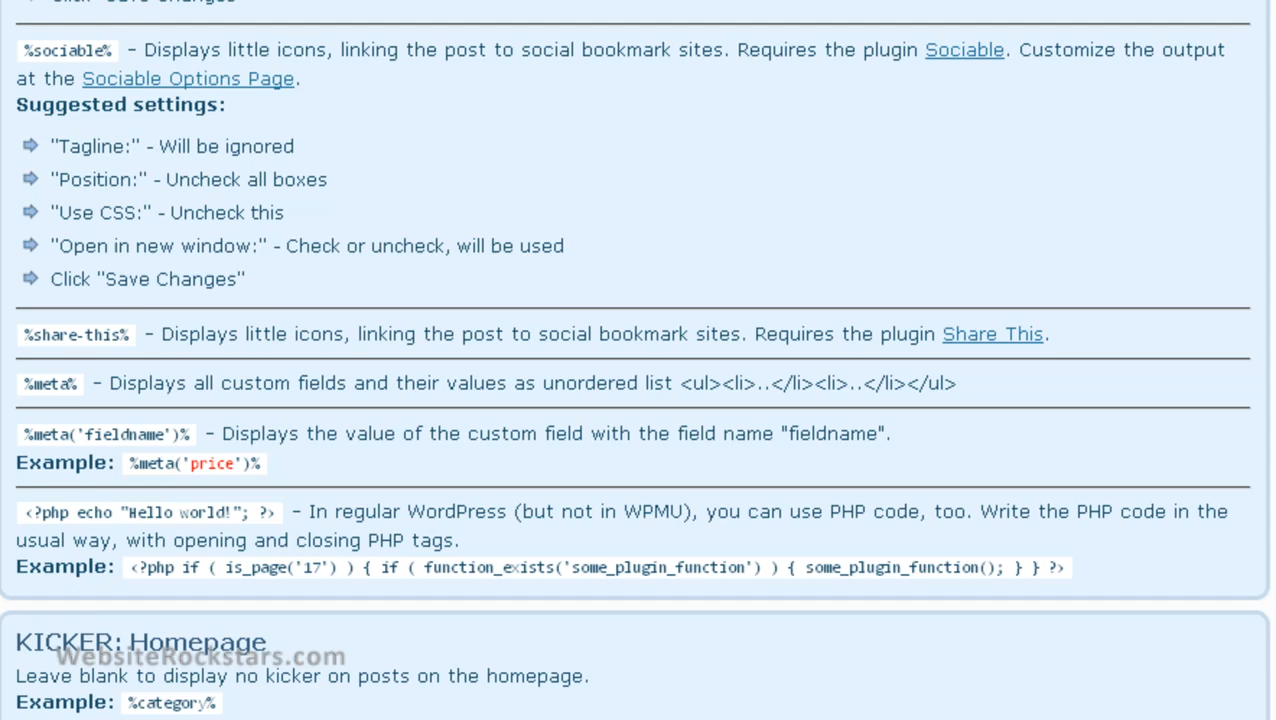 Click "Save Changes"
%sociable% – Displays little icons, linking the post to social bookmark sites. Requires the plugin Sociable. Customize the output
at the Sociable Options Page.
Suggested settings:
"Tagline:" - Will be ignored
"Position:" - Uncheck all boxes
"Use CSS:" - Uncheck this
"Open in new window:" - Check or uncheck, will be used
Click "Save Changes"
%share-this% – Displays little icons, linking the post to social bookmark sites. Requires the plugin Share This.
%meta% – Displays all custom fields and their values as unordered list <ul><li>..</li><li>..</li></ul>
%meta('fieldname')% – Displays the value of the custom field with the field name "fieldname".
Example: %meta('price')%
<?php echo "Hello world!"; ?> – In regular WordPress (but not in WPMU), you can use PHP code, too. Write the PHP code in the
usual way, with opening and closing PHP tags.
Example: <?php if ( is_page('17') ) { if ( function_exists('some_plugin_function') ) { some_plugin_function(); } } ?>
KICKER: Homepage
WebsiteRockstars.com
Leave blank to display no kicker on posts on the homepage.
Example: %category%